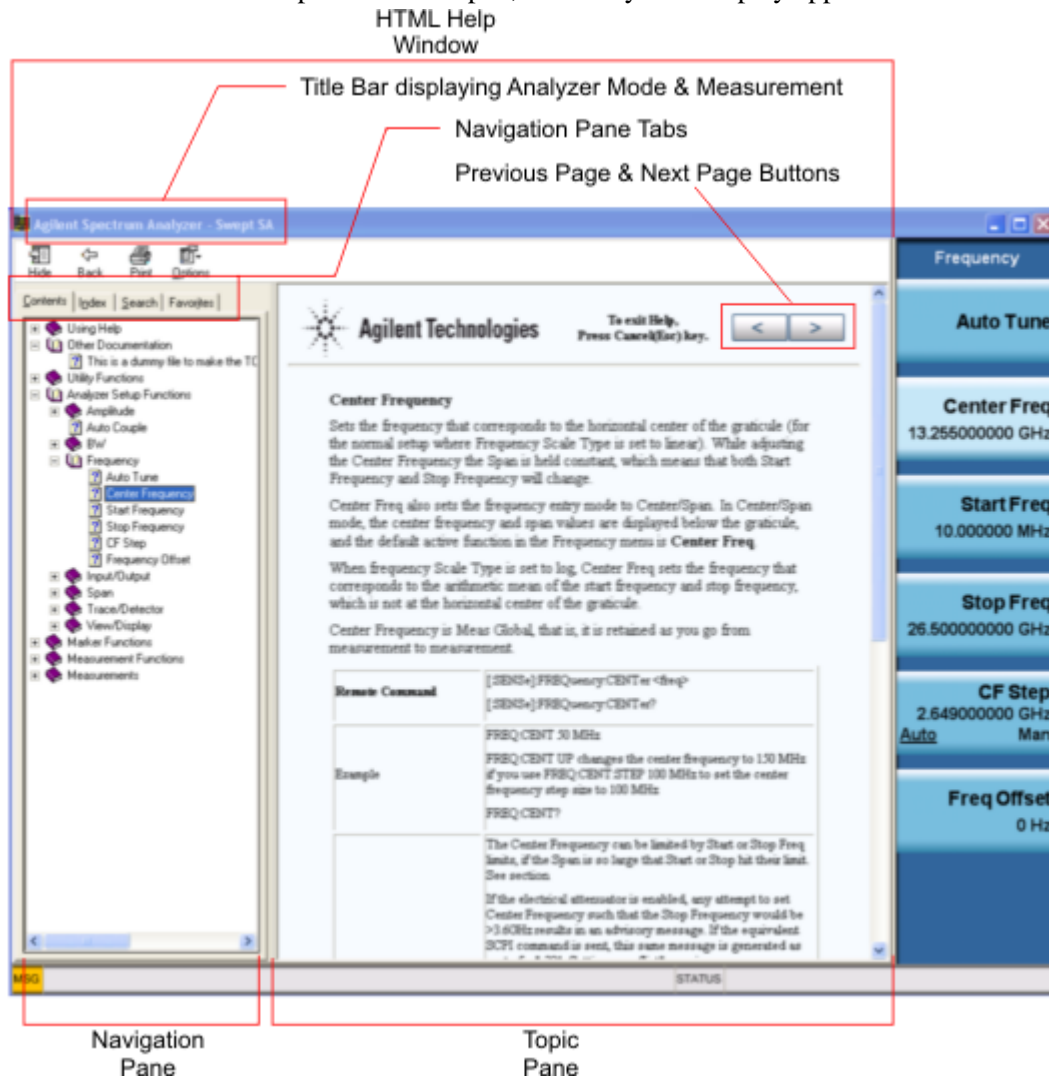 HTML Help
Window
Title Bar displaying Analyzer Mode & Measurement
Navigation Pane Tabs
Previous Page & Next Page Buttons
Agilent Spectrum Analyzer - Swept SA
Hide Back Print Options
Contents Index Search Favorites
Using Help
Other Documentation
This is a dummy file to make the TC
Utility Functions
Analyzer Setup Functions
Amplitude
Auto Couple
BW
Frequency
Auto Tune
Center Frequency
Start Frequency
Stop Frequency
CF Step
Frequency Offset
Input/Output
Span
Trace/Detector
View/Display
Marker Functions
Measurement Functions
Measurements
Agilent Technologies
To exit Help,
Press Cancel(Esc) key.
< >
Center Frequency
Sets the frequency that corresponds to the horizontal center of the graticule (for
the normal setup where Frequency Scale Type is set to linear). While adjusting
the Center Frequency the Span is held constant, which means that both Start
Frequency and Stop Frequency will change.
Center Freq also sets the frequency entry mode to Center/Span. In Center/Span
mode, the center frequency and span values are displayed below the graticule,
and the default active function in the Frequency menu is Center Freq.
When frequency Scale Type is set to log, Center Freq sets the frequency that
corresponds to the arithmetic mean of the start frequency and stop frequency,
which is not at the horizontal center of the graticule.
Center Frequency is Meas Global, that is, it is retained as you go from
measurement to measurement.
Remote Command
[:SENSe]:FREQuency:CENTer <freq>
[:SENSe]:FREQuency:CENTer?
Example
FREQ:CENT 50 MHz
FREQ:CENT UP changes the center frequency to 150 MHz
if you use FREQ:CENT:STEP 100 MHz to set the center
frequency step size to 100 MHz
FREQ:CENT?
The Center Frequency can be limited by Start or Stop Freq
limits, if the Span is so large that Start or Stop hit their limit.
See section
If the electrical attenuator is enabled, any attempt to set
Center Frequency such that the Stop Frequency would be
>3.6GHz results in an advisory message. If the equivalent
SCPI command is sent, this same message is generated as
Frequency
Auto Tune
Center Freq
13.255000000 GHz
Start Freq
10.000000 MHz
Stop Freq
26.500000000 GHz
CF Step
2.649000000 GHz
Auto Man
Freq Offset
0 Hz
MSG
STATUS
Navigation
Pane
Topic
Pane